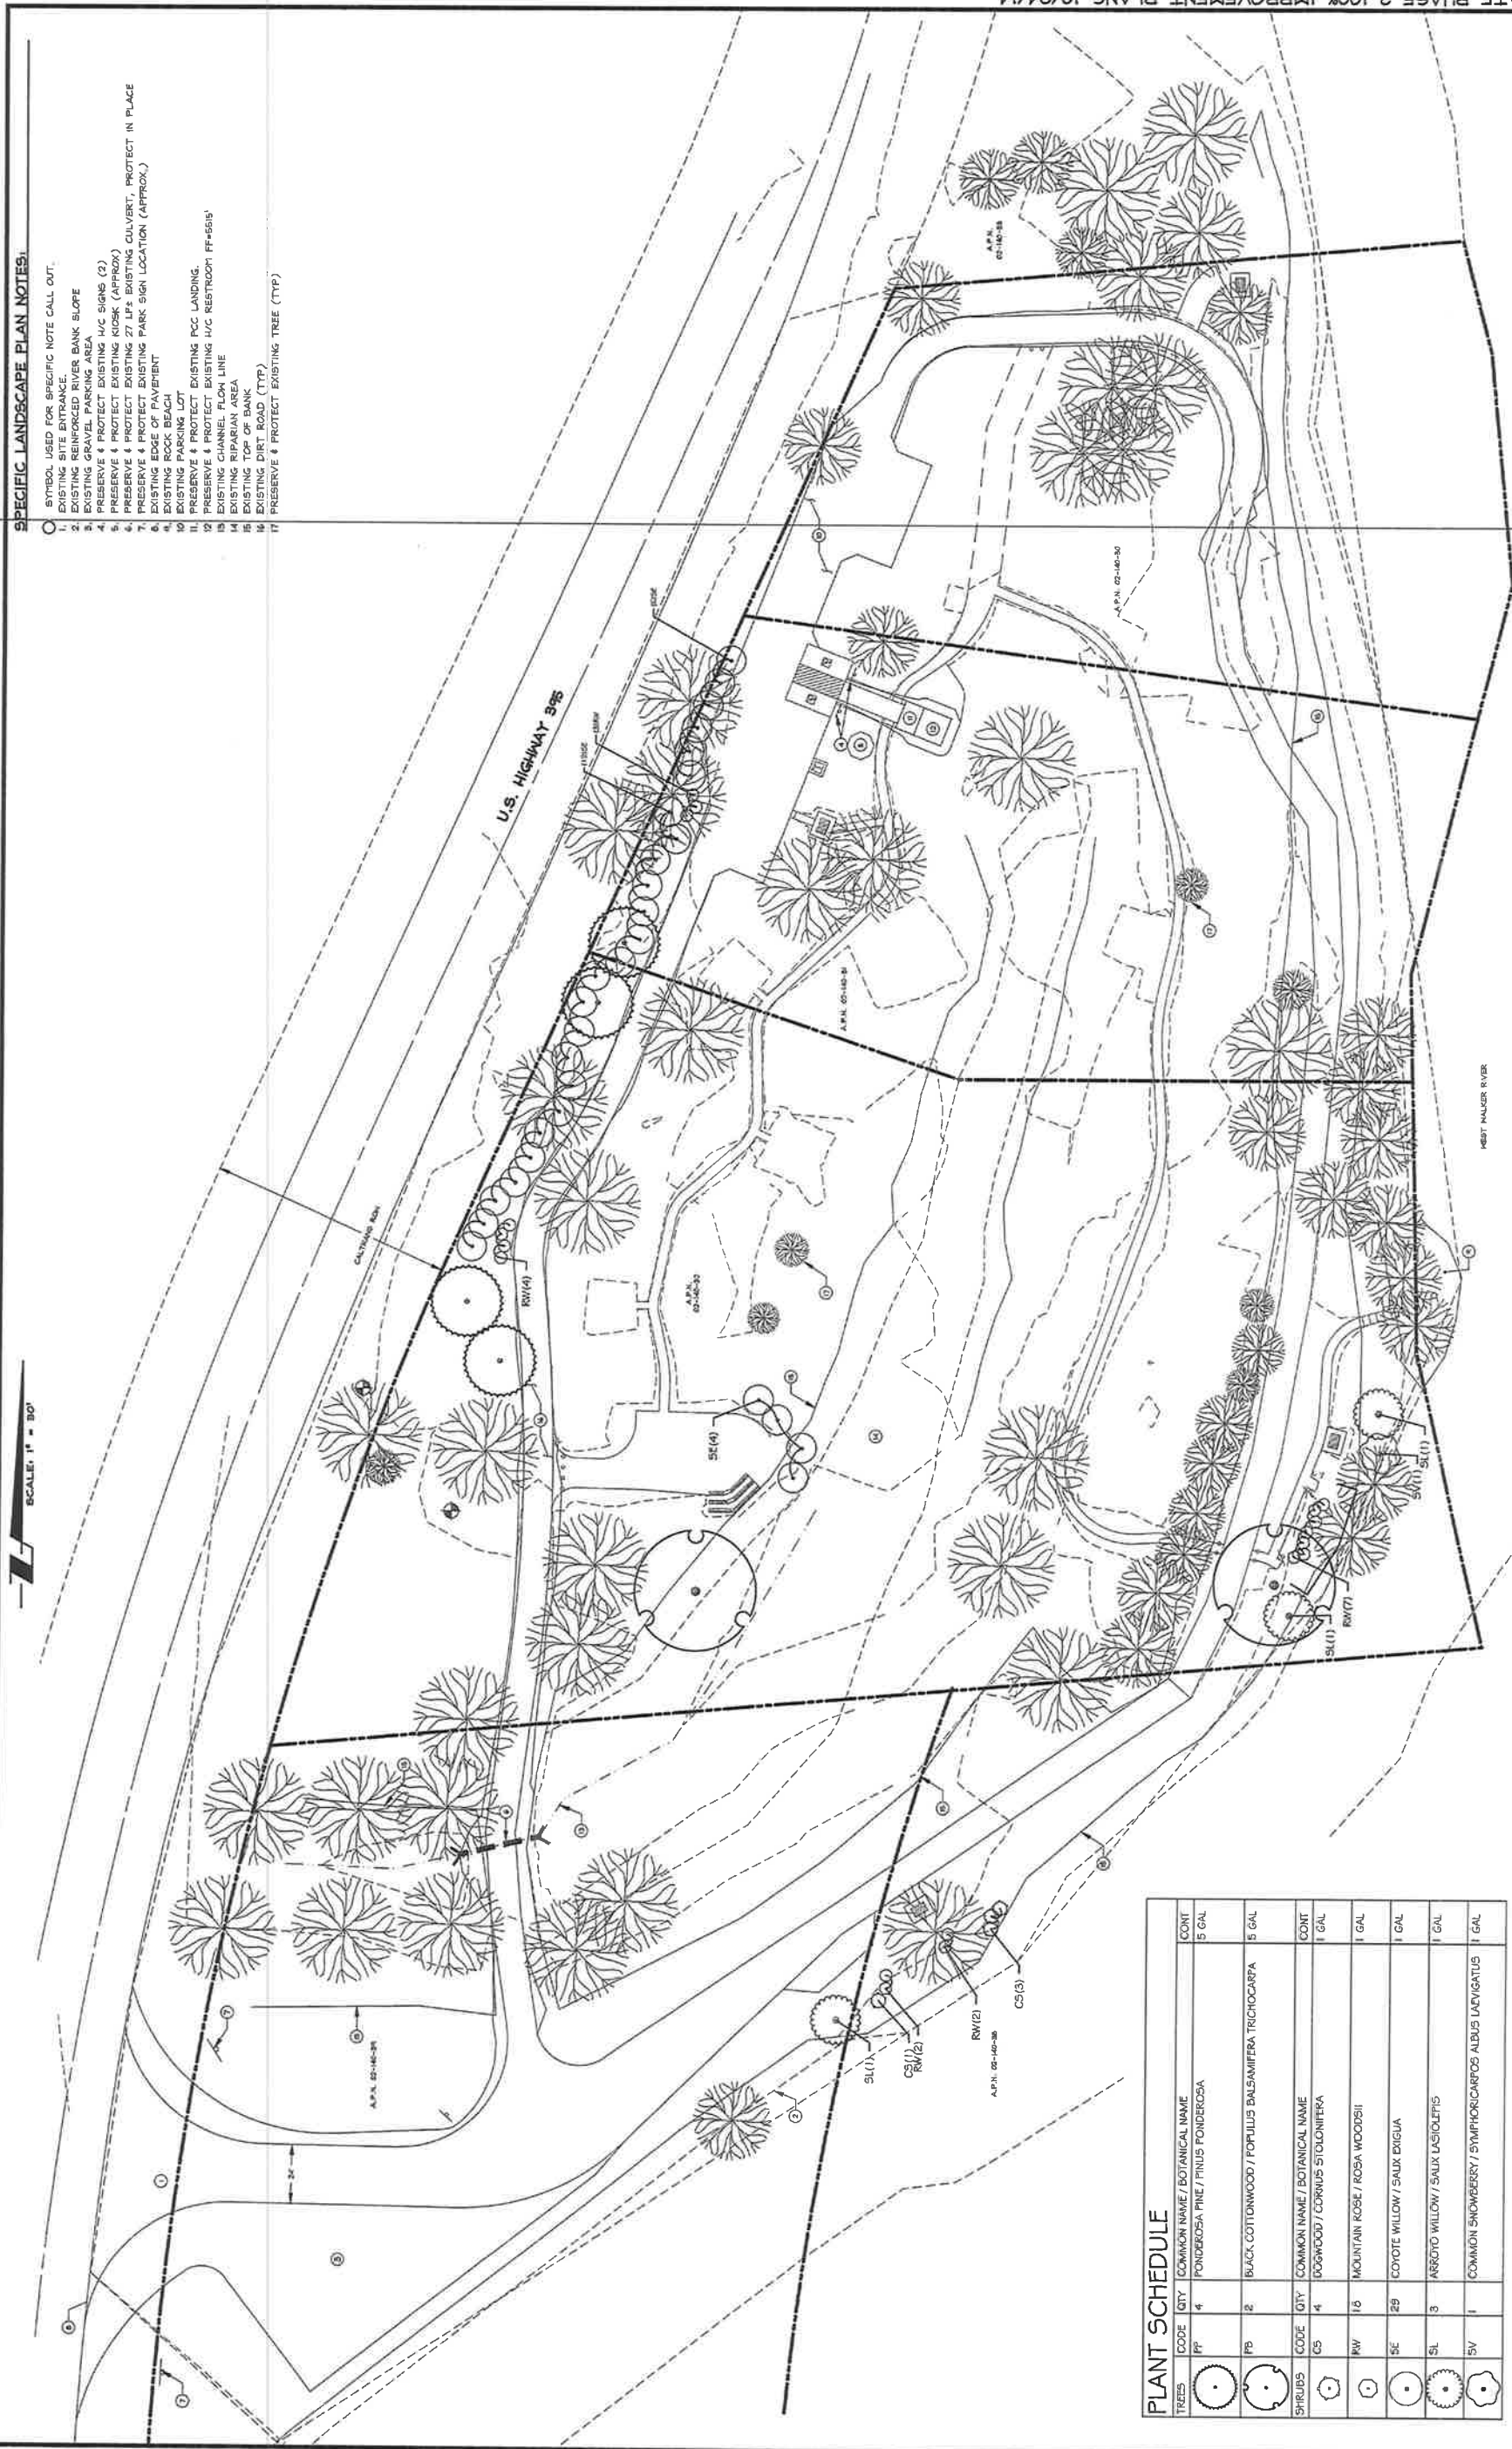 SPECIFIC LANDSCAPE PLAN NOTES:
SYMBOL USED FOR SPECIFIC NOTE CALL OUT.
1. EXISTING SITE ENTRANCE.
2. EXISTING REINFORCED RIVER BANK SLOPE
3. EXISTING GRAVEL PARKING AREA
4. PRESERVE & PROTECT EXISTING H/C SIGNS (2)
5. PRESERVE & PROTECT EXISTING KIOSK (APPROX)
6. PRESERVE & PROTECT EXISTING 27 LF± EXISTING CULVERT, PROTECT IN PLACE
7. PRESERVE & PROTECT EXISTING PARK SIGN LOCATION (APPROX.)
8. EXISTING EDGE OF PAVEMENT
9. EXISTING ROCK BEACH
10 EXISTING PARKING LOT
11. PRESERVE & PROTECT EXISTING PCC LANDING.
12 PRESERVE & PROTECT EXISTING H/C RESTROOM FF=5515'
13 EXISTING CHANNEL FLOW LINE
14 EXISTING RIPARIAN AREA
15 EXISTING TOP OF BANK
16 EXISTING DIRT ROAD (TYP)
17 PRESERVE & PROTECT EXISTING TREE (TYP)
SCALE: 1" = 30'
U.S. HIGHWAY 395
CALTRANS ROW
RW(4)
SE(4)
A.P.N.
A.P.N. 02-140-30
WEST WALKER RIVER
SL(1)
CS(1)
RW(2)
RW(2)
CS(3)
SL(1)
RW(7)
SV(1)
SL(1)
24'
PLANT SCHEDULE
TREES CODE QTY COMMON NAME / BOTANICAL NAME CONT
PP 4 PONDEROSA PINE / PINUS PONDEROSA 5 GAL
PB 2 BLACK COTTONWOOD / POPULUS BALSAMIFERA TRICHOCARPA 5 GAL
SHRUBS CODE QTY COMMON NAME / BOTANICAL NAME CONT
CS 4 DOGWOOD / CORNUS STOLONIFERA 1 GAL
RW 18 MOUNTAIN ROSE / ROSA WOODSII 1 GAL
SE 29 COYOTE WILLOW / SALIX EXIGUA 1 GAL
SL 3 ARROYO WILLOW / SALIX LASIOLEPIS 1 GAL
SV 1 COMMON SNOWBERRY / SYMPHORICARPOS ALBUS LAEVIGATUS 1 GAL